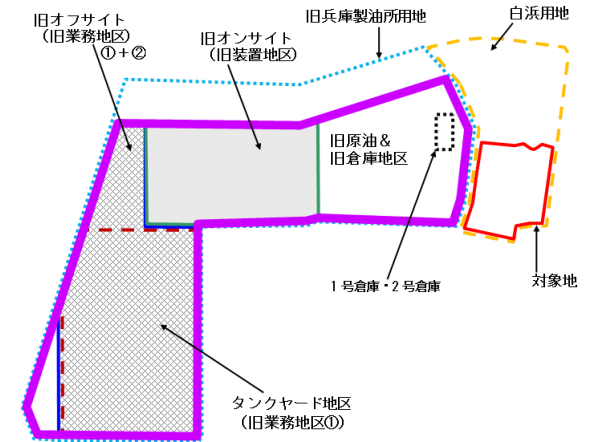 旧オフサイト
（旧業務地区）
①＋②
旧オンサイト
（旧装置地区）
旧兵庫製油所用地
白浜用地
旧原油＆
旧倉庫地区
1号倉庫・2号倉庫
対象地
タンクヤード地区
（旧業務地区①）